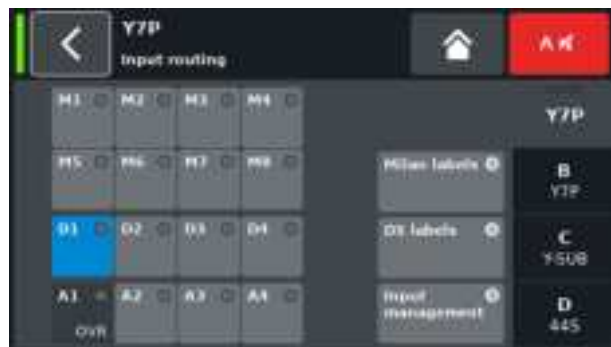 Y7P
Input routing
A
M1 M2 M3 M4
Y7P
M5 M6 M7 M8
Milan labels
B
Y7P
D1 D2 D3 D4
DS labels
C
Y-SUB
A1 A2 A3 A4
Input
management
D
44S
OVR